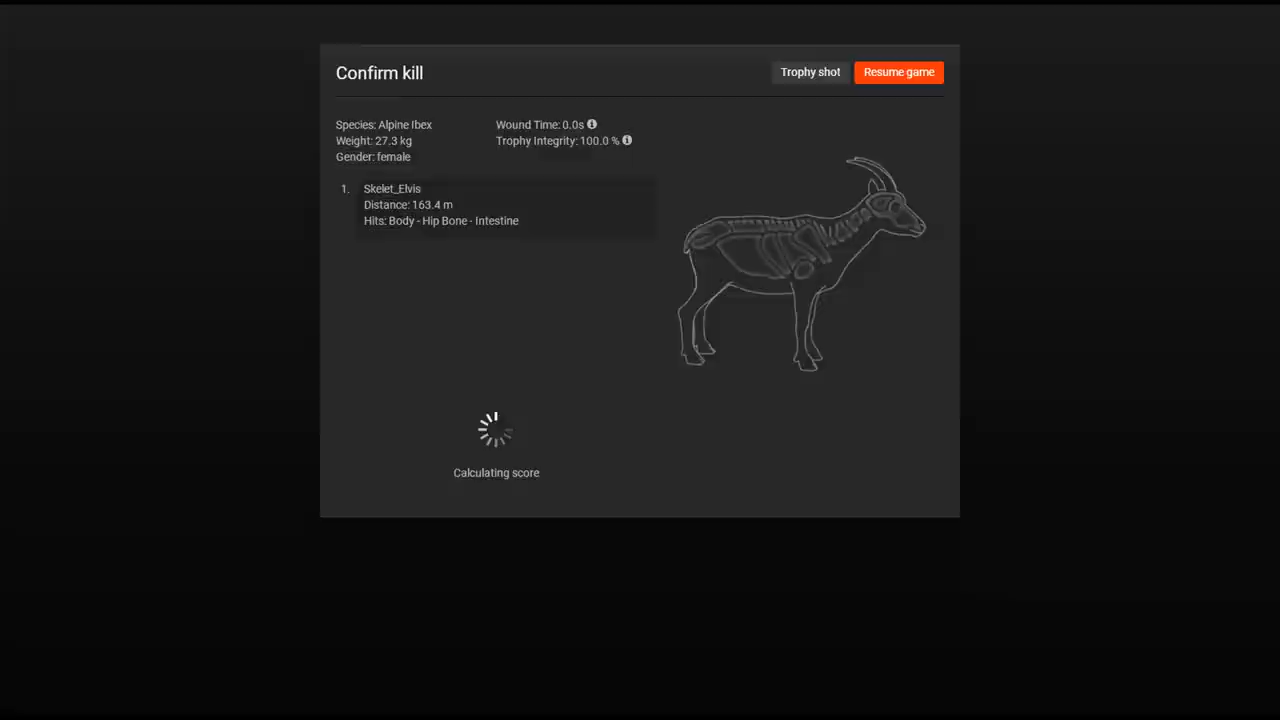 Confirm kill
Trophy shot
Resume game
Species: Alpine Ibex
Weight: 27.3 kg
Gender: female
Wound Time: 0.0s
Trophy Integrity: 100.0 %
1.
Skelet_Elvis
Distance: 163.4 m
Hits: Body - Hip Bone - Intestine
Calculating score